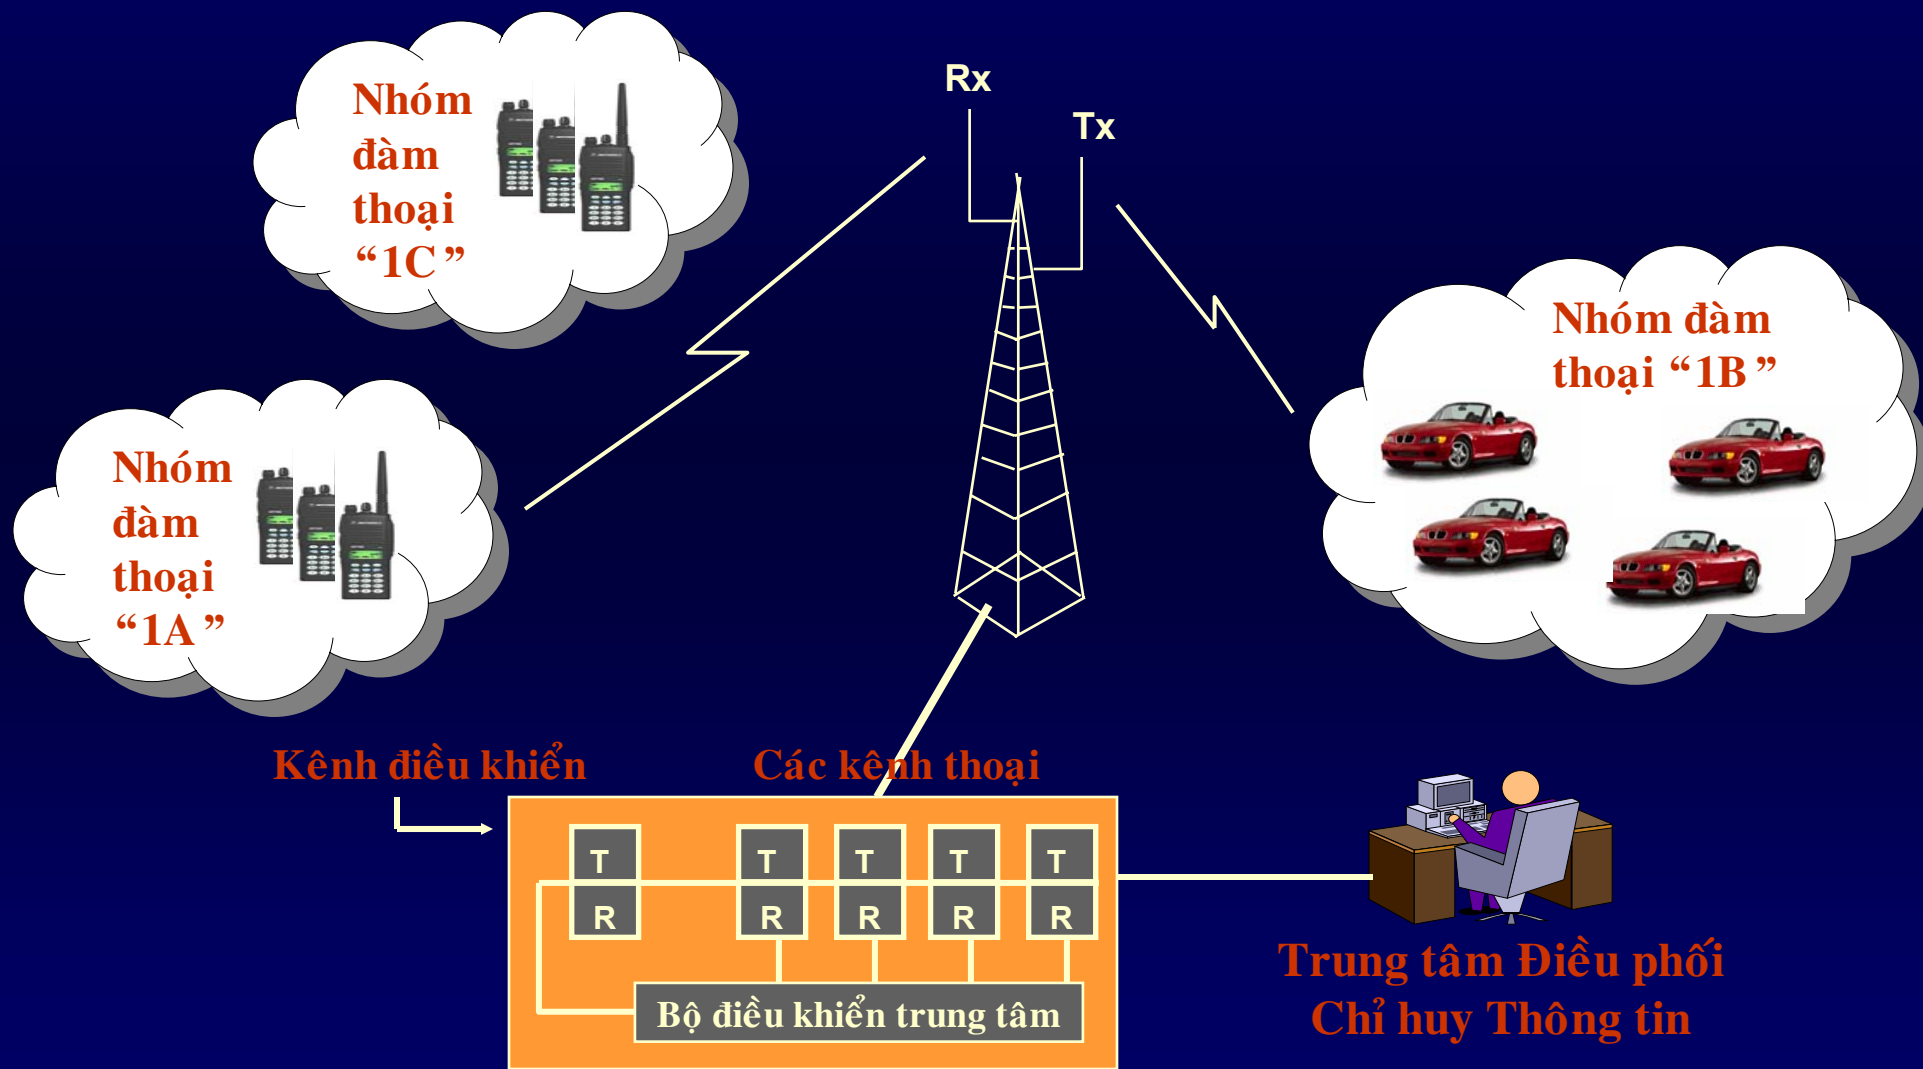 Nhóm
đàm
thoại
“1C”
Rx
Tx
Nhóm đàm
thoại “1B”
Nhóm
đàm
thoại
“1A”
Kênh điều khiển
Các kênh thoại
T T T T T
R R R R R
Bộ điều khiển trung tâm
Trung tâm Điều phối
Chỉ huy Thông tin